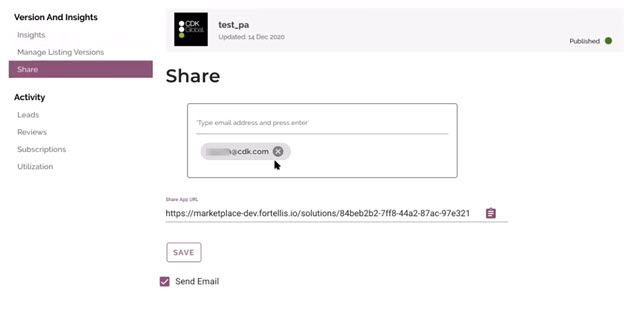 Version And Insights
Insights
Manage Listing Versions
Share
Activity
Leads
Reviews
Subscriptions
Utilization
CDK
Global.
test_pa
Updated: 14 Dec 2020
Published
Share
'Type email address and press enter'
@cdk.com
Share App URL
https://marketplace-dev.fortellis.io/solutions/84beb2b2-7ff8-44a2-87ac-97e321
SAVE
Send Email